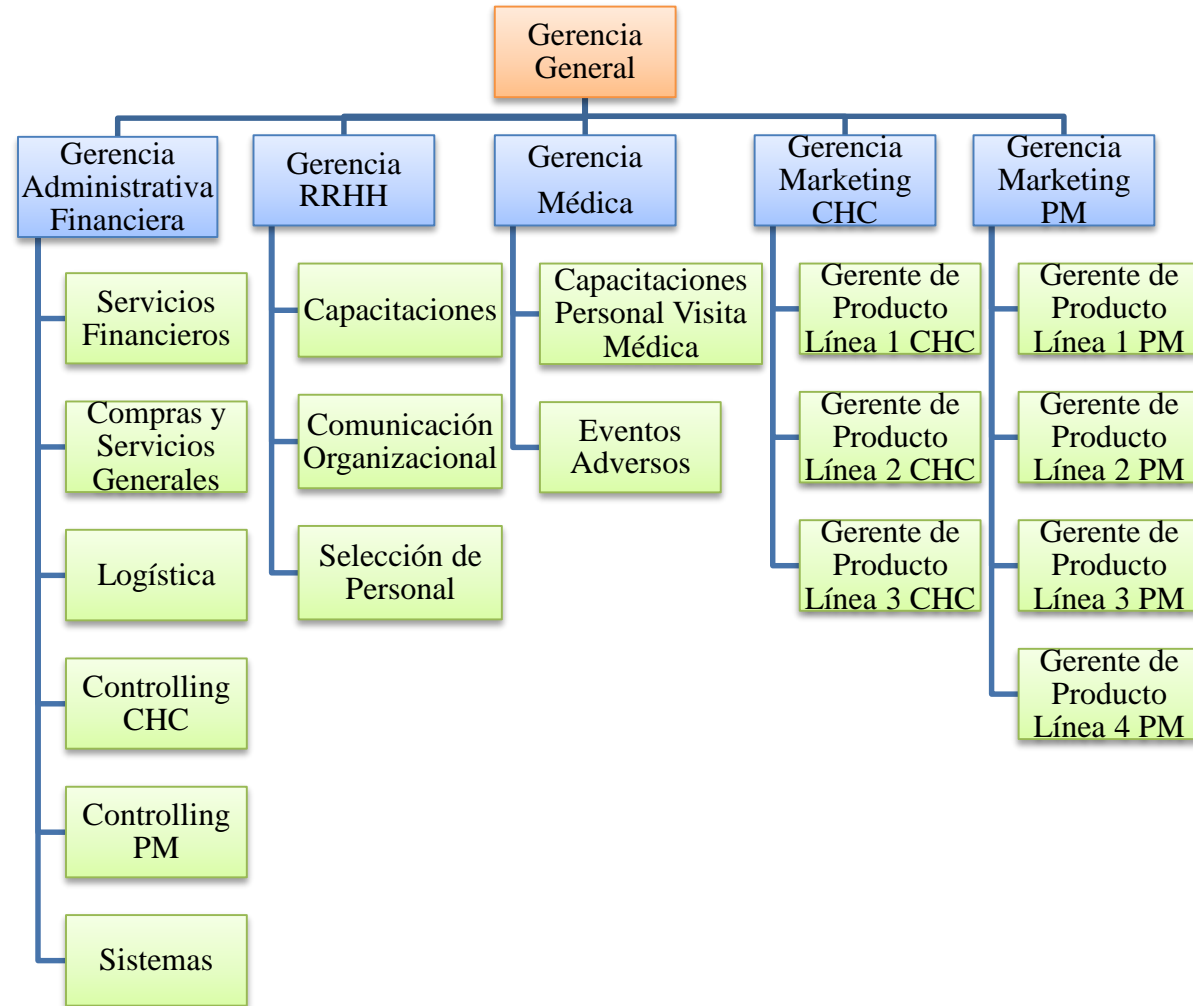 Gerencia
General
Gerencia
Administrativa
Financiera
Servicios
Financieros
Compras y
Servicios
Generales
Logística
Controlling
CHC
Controlling
PM
Sistemas
Gerencia
RRHH
Capacitaciones
Comunicación
Organizacional
Selección de
Personal
Gerencia
Médica
Capacitaciones
Personal Visita
Médica
Eventos
Adversos
Gerencia
Marketing
CHC
Gerente de
Producto
Línea 1 CHC
Gerente de
Producto
Línea 2 CHC
Gerente de
Producto
Línea 3 CHC
Gerencia
Marketing
PM
Gerente de
Producto
Línea 1 PM
Gerente de
Producto
Línea 2 PM
Gerente de
Producto
Línea 3 PM
Gerente de
Producto
Línea 4 PM